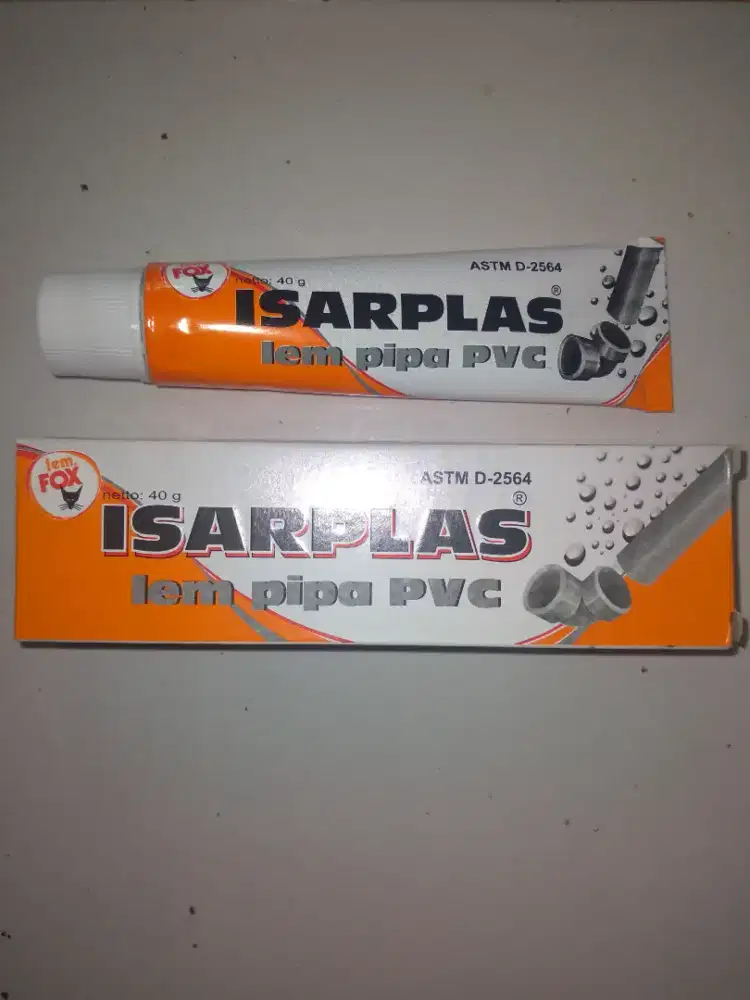 FOX
netto: 40 g
ASTM D-2564
ISARPLAS®
lem pipa PVC
lem
FOX
netto: 40 g
ASTM D-2564
ISARPLAS®
lem pipa PVC